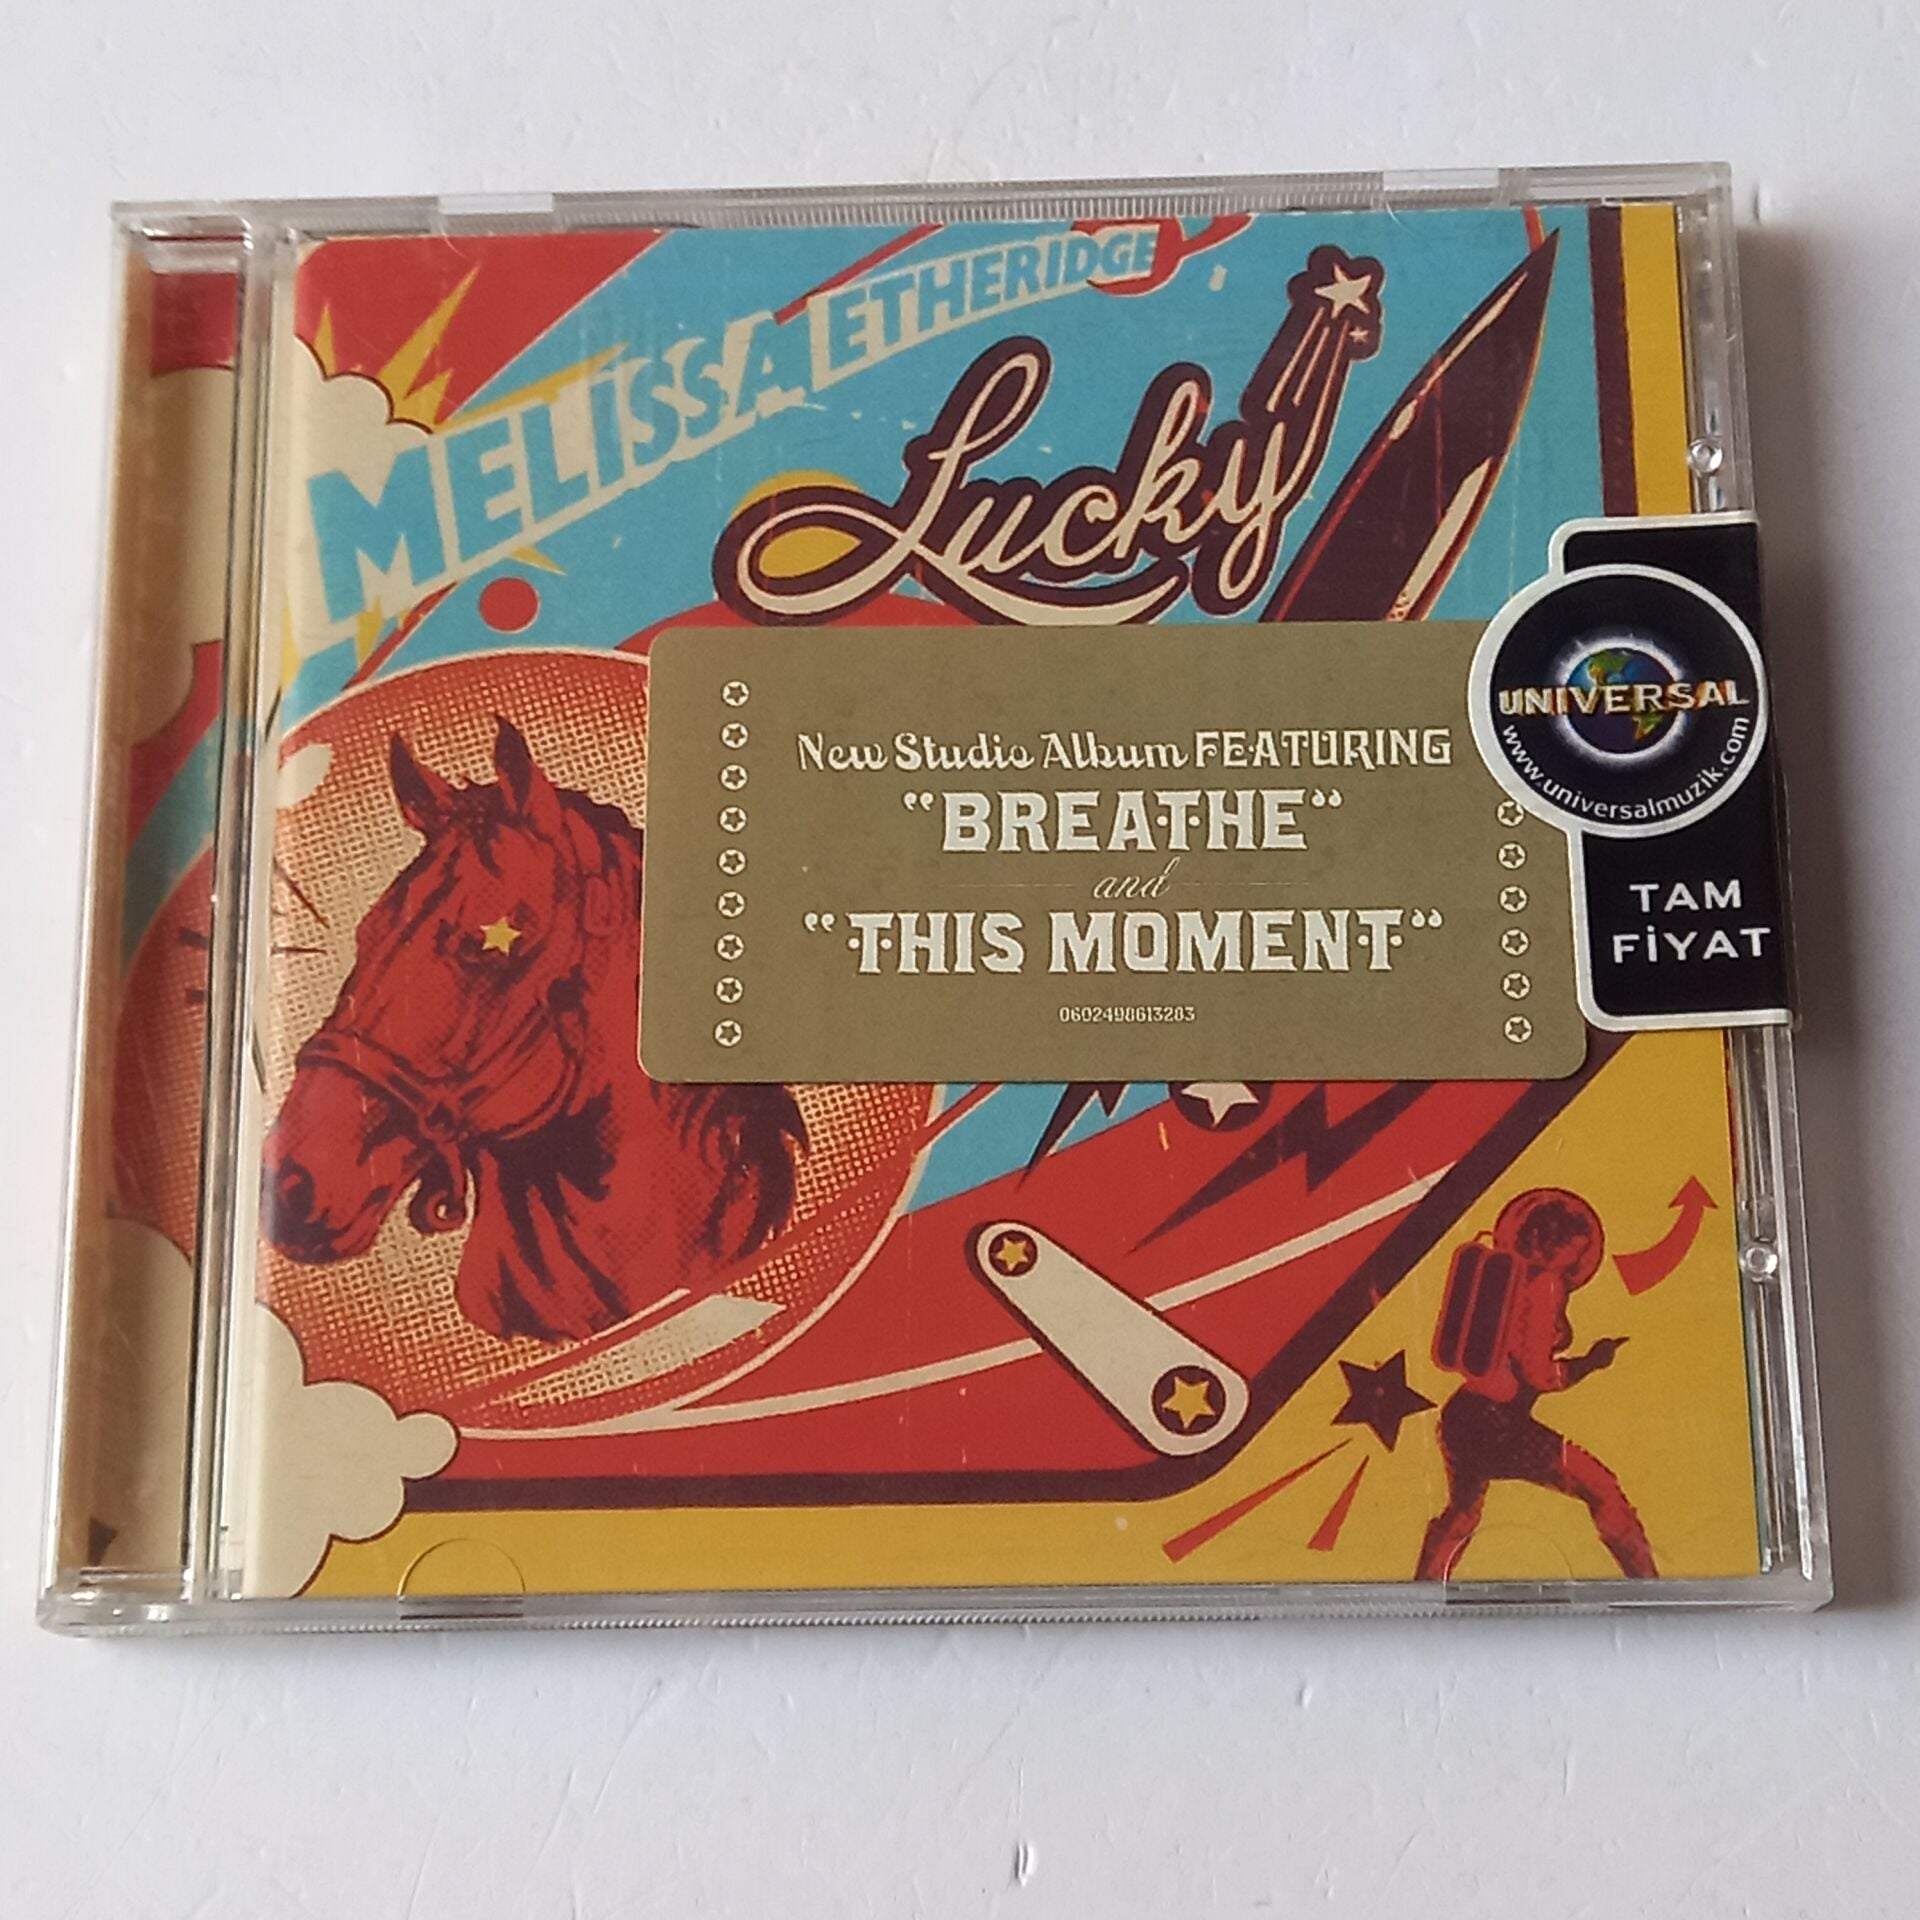 MELISSA ETHERIDGE
Lucky
New Studio Album FEATURING
“BREATHE”
and
“THIS MOMENT”
0602498613283
UNIVERSAL
www.universalmuzik.com
TAM
FİYAT